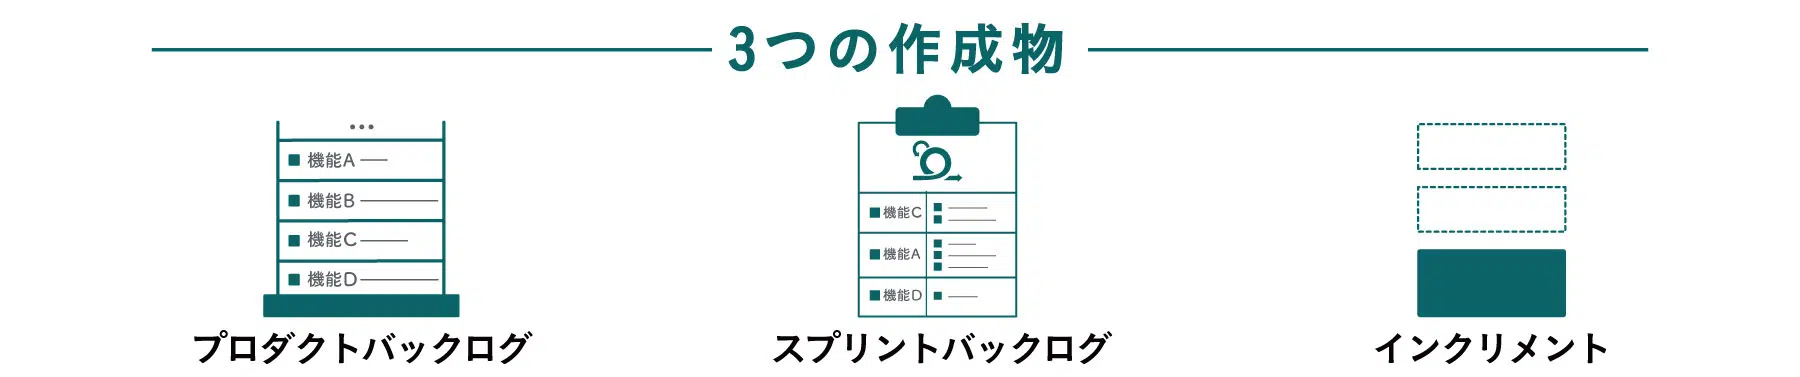 3つの作成物
…
機能A
機能B
機能C
機能D
プロダクトバックログ
機能C
機能A
機能D
スプリントバックログ
インクリメント